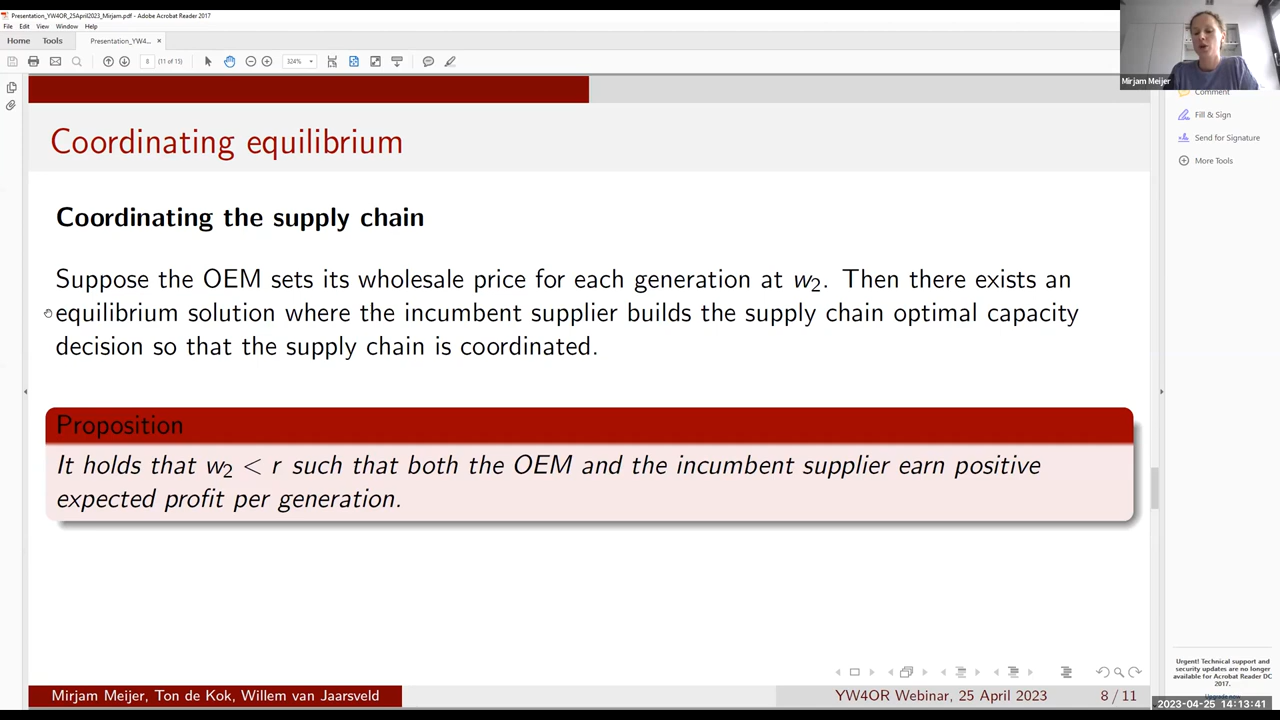 Presentation_YW4OR_25April2023_Mirjam.pdf - Adobe Acrobat Reader 2017
File Edit View Window Help
Home Tools Presentation_YW4... ×
8 (11 of 15) 324%
Mirjam Meijer
Comment
Fill & Sign
Send for Signature
More Tools
Coordinating equilibrium
Coordinating the supply chain
Suppose the OEM sets its wholesale price for each generation at w₂. Then there exists an
equilibrium solution where the incumbent supplier builds the supply chain optimal capacity
decision so that the supply chain is coordinated.
Proposition
It holds that w₂ < r such that both the OEM and the incumbent supplier earn positive
expected profit per generation.
Urgent! Technical support and
security updates are no longer
available for Acrobat Reader DC
2017.
Upgrade now
Mirjam Meijer, Ton de Kok, Willem van Jaarsveld YW4OR Webinar, 25 April 2023 8 / 11
2023-04-25 14:13:41